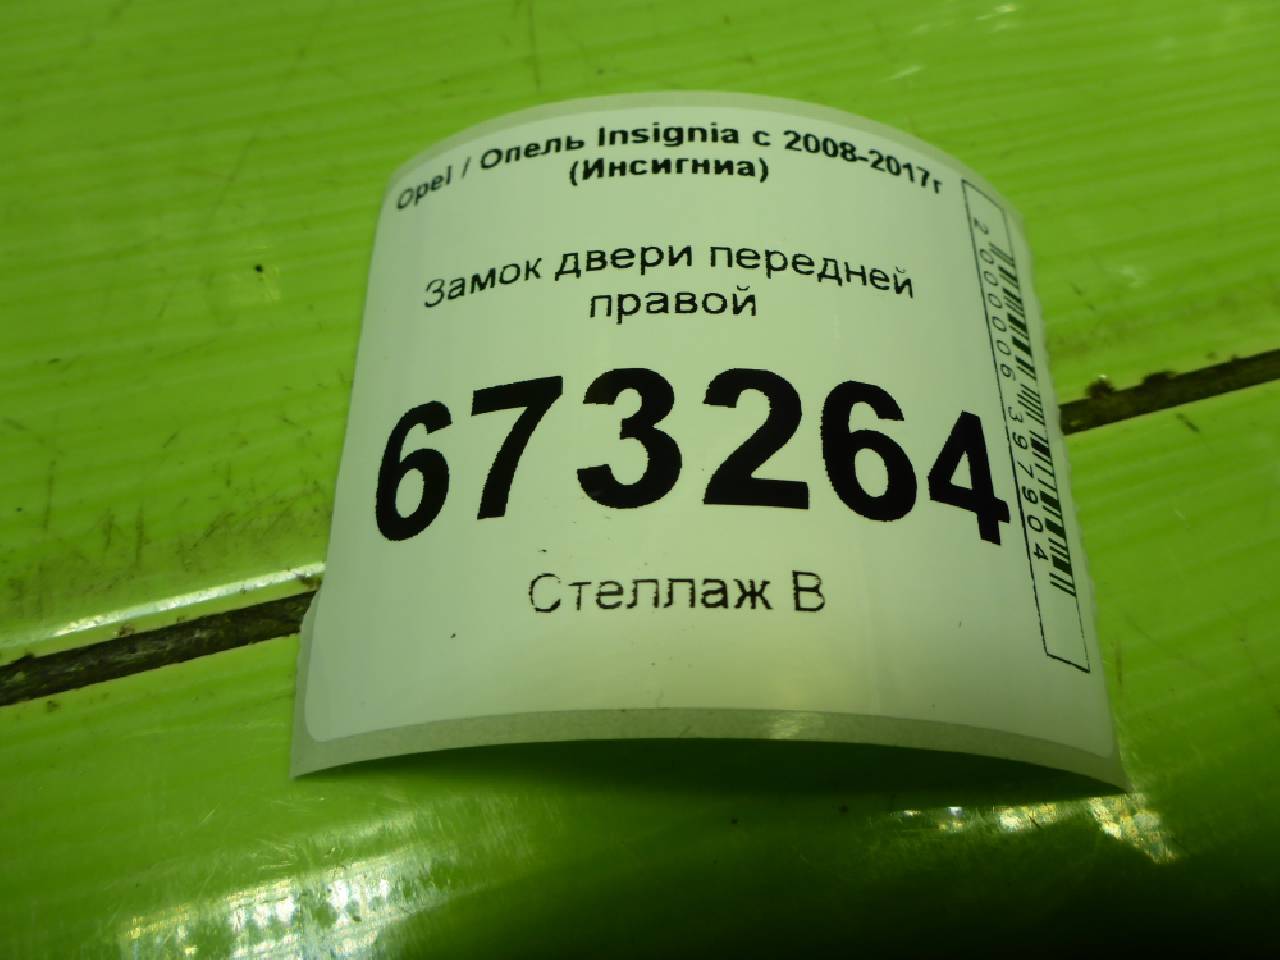 Opel / Опель Insignia с 2008-2017г
(Инсигниа)
Замок двери передней
правой
673264
Стеллаж В
2000006397904